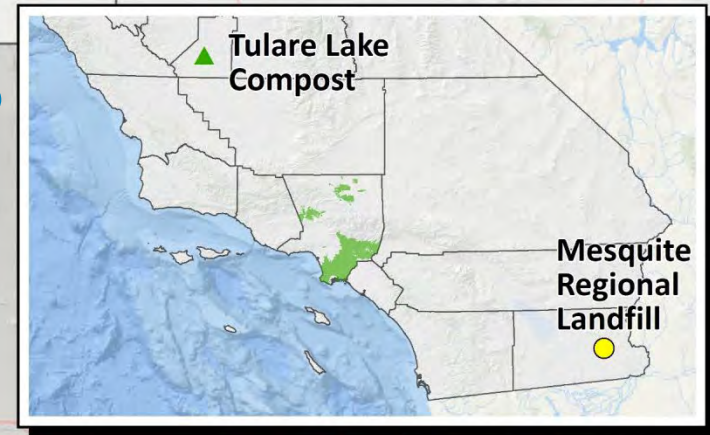 Tulare Lake
Compost
Mesquite
Regional
Landfill